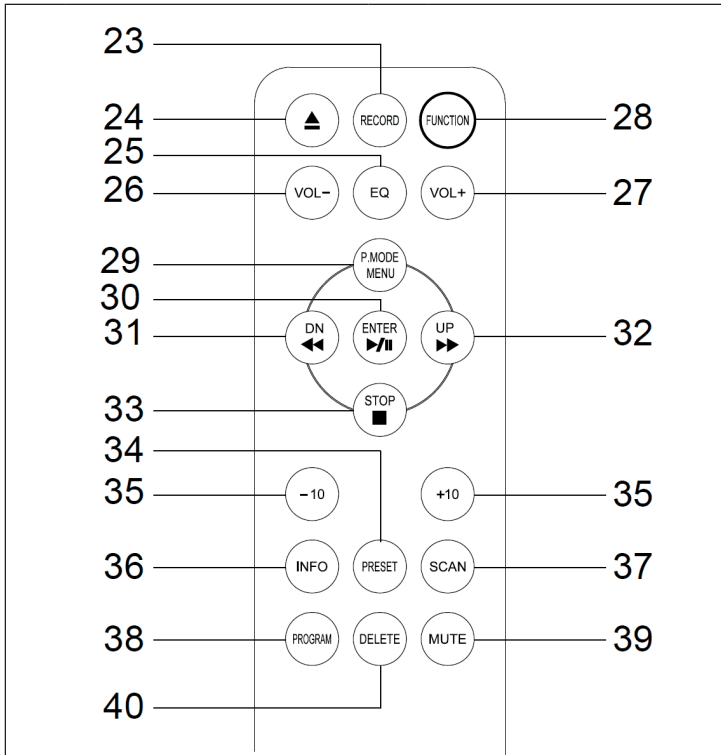 23
24 RECORD FUNCTION 28
25
26 VOL− EQ VOL+ 27
29 P.MODE
MENU
30
31 DN ENTER UP 32
33 STOP
34
35 −10 +10 35
36 INFO PRESET SCAN 37
38 PROGRAM DELETE MUTE 39
40